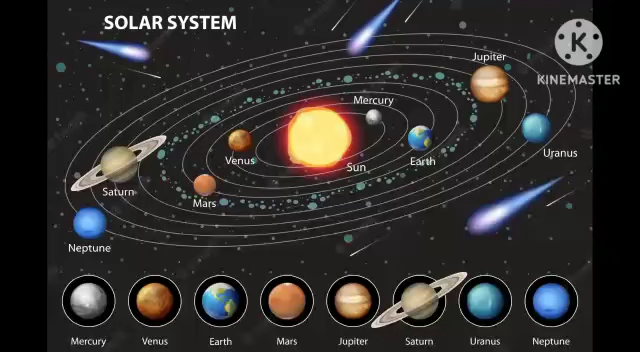 SOLAR SYSTEM
K
KINEMASTER
Jupiter
Mercury
Uranus
Earth
Venus
Sun
Saturn
Mars
Neptune
Mercury Venus Earth Mars Jupiter Saturn Uranus Neptune